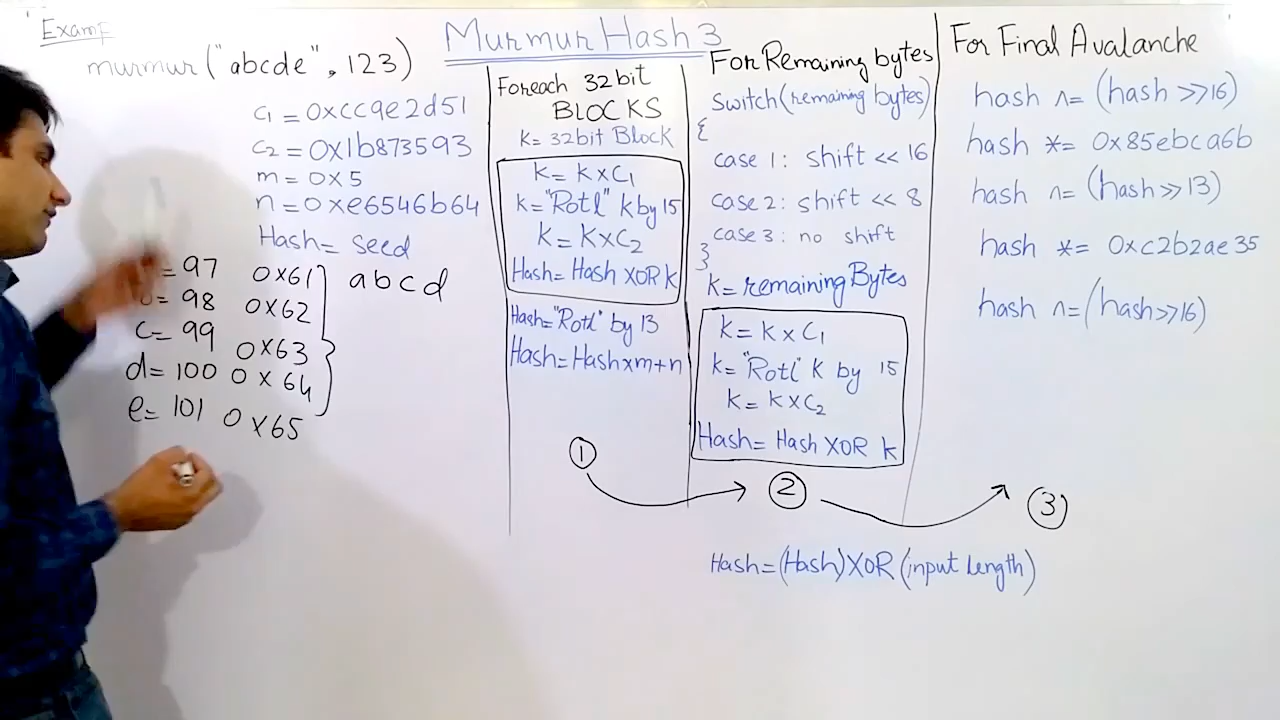 Examp
murmur("abcde", 123)
C1 = 0xcc9e2d51
C2 = 0x1b873593
m = 0x5
n = 0xe6546b64
Hash = seed
= 97 0x61
= 98 0x62
c = 99 0x63
d = 100 0x64
e = 101 0x65
abcd
MurmurHash3
Foreach 32bit
BLOCKS
k = 32bit Block
k = k x C1
k = "Rotl" k by 15
k = k x C2
Hash = Hash XOR k
Hash = "Rotl" by 13
Hash = Hash x m + n
1
For Remaining bytes
Switch(remaining bytes)
{
case 1: shift << 16
case 2: shift << 8
case 3: no shift
}
k = remaining Bytes
k = k x C1
k = "Rotl" k by 15
k = k x C2
Hash = Hash XOR k
2
For Final Avalanche
hash ^= (hash >> 16)
hash *= 0x85ebca6b
hash ^= (hash >> 13)
hash *= 0xc2b2ae35
hash ^= (hash >> 16)
3
Hash = (Hash) XOR (input Length)